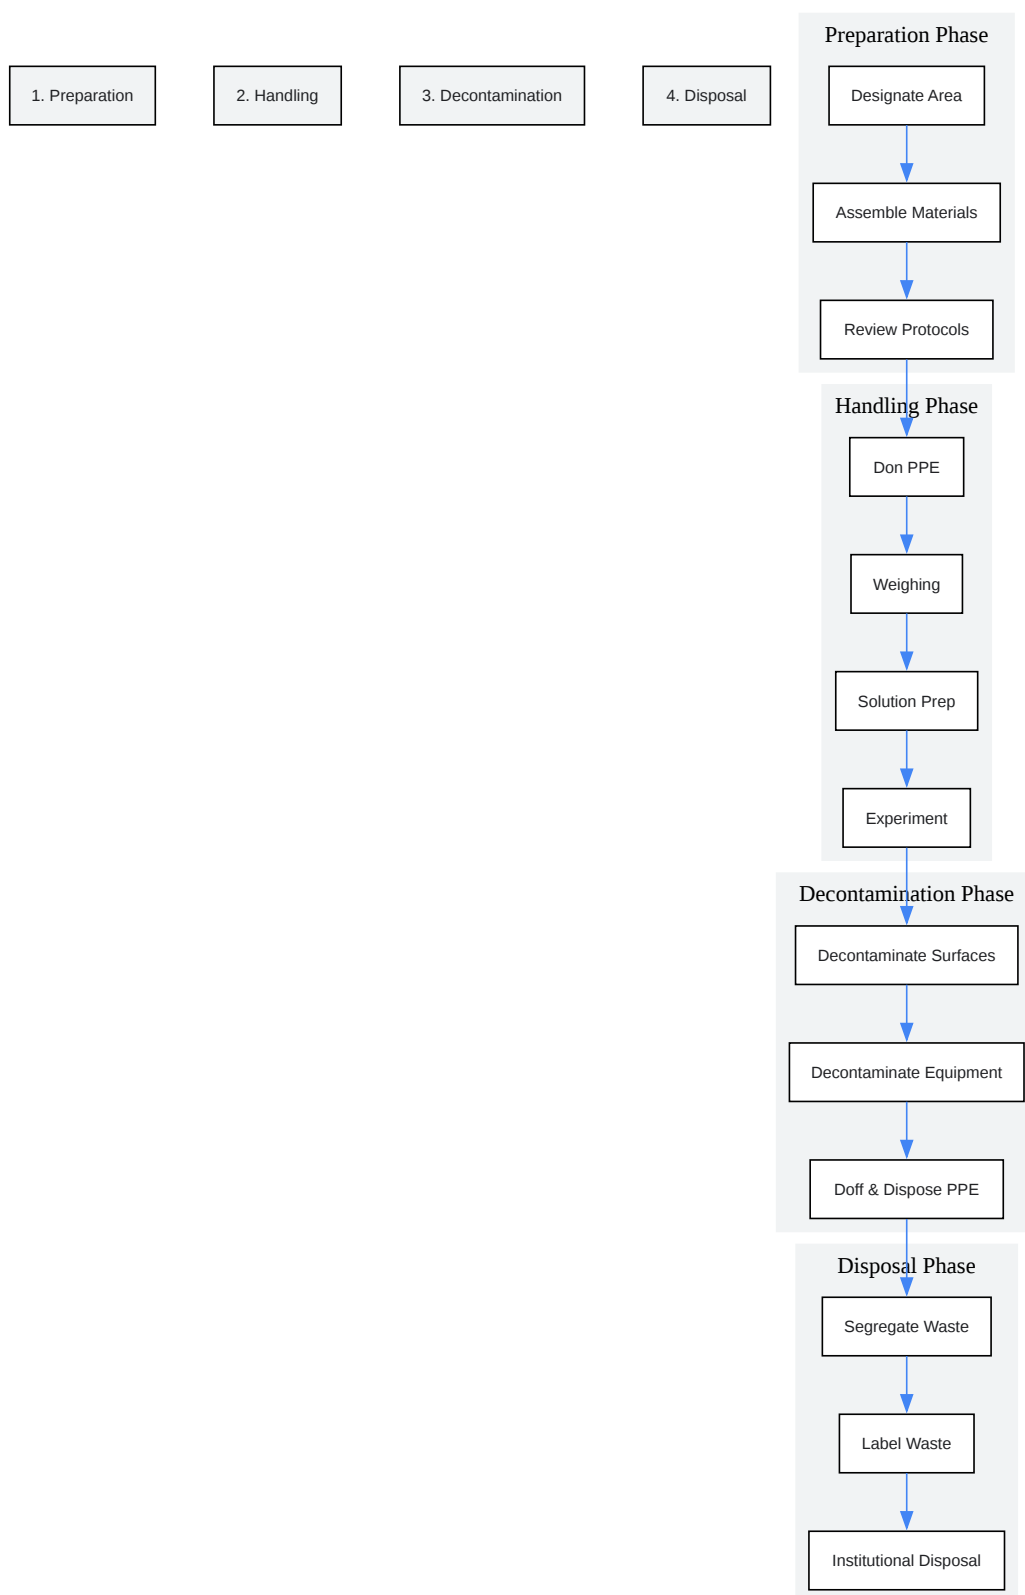 Preparation Phase
1. Preparation
2. Handling
3. Decontamination
4. Disposal
Designate Area
Assemble Materials
Review Protocols
Handling Phase
Don PPE
Weighing
Solution Prep
Experiment
Decontamination Phase
Decontaminate Surfaces
Decontaminate Equipment
Doff & Dispose PPE
Disposal Phase
Segregate Waste
Label Waste
Institutional Disposal